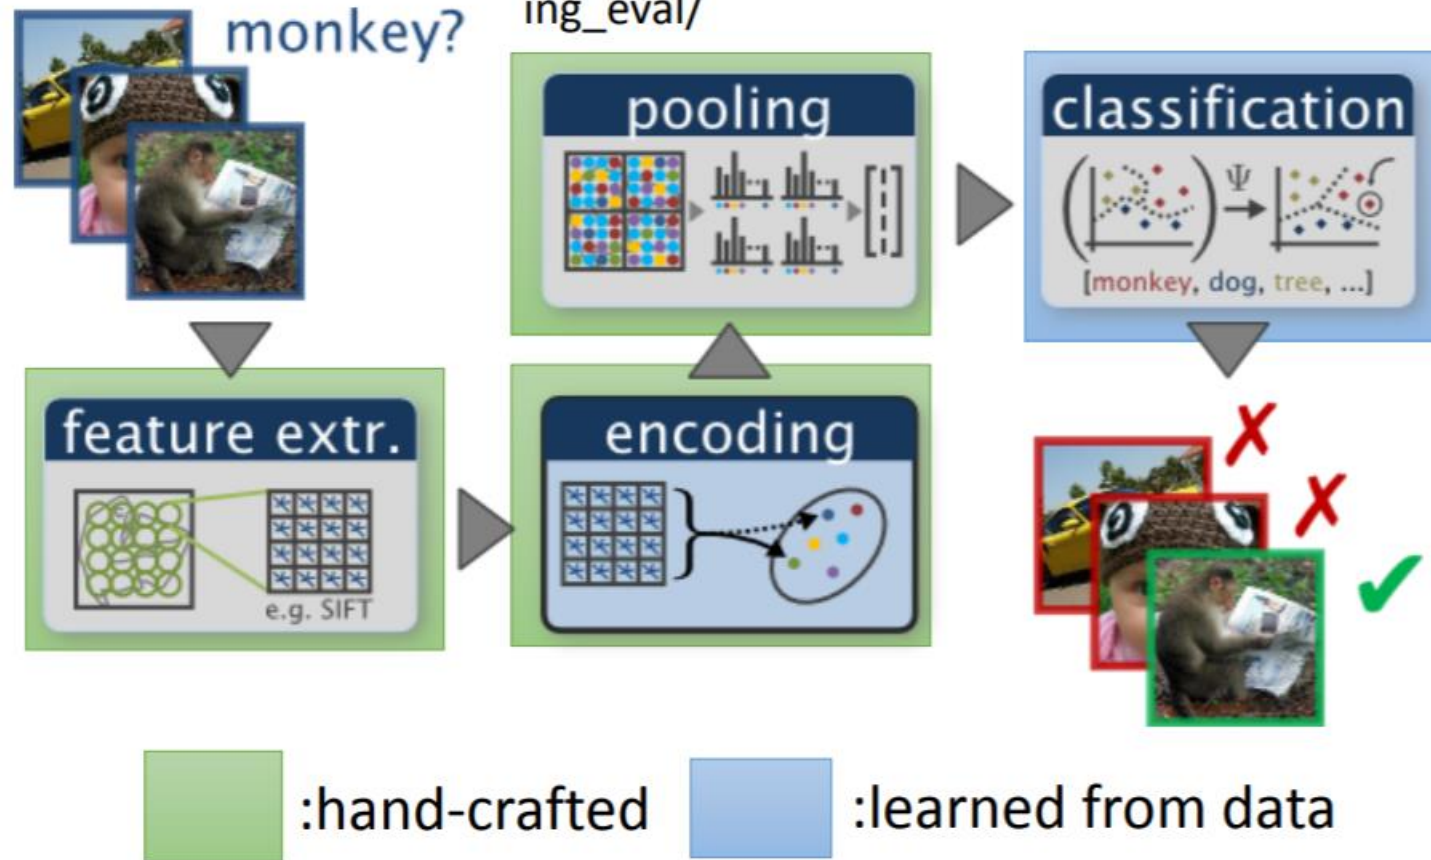 monkey?
ing_eval/
feature extr.
e.g. SIFT
encoding
pooling
classification
Ψ
[monkey, dog, tree, ...]
:hand-crafted
:learned from data